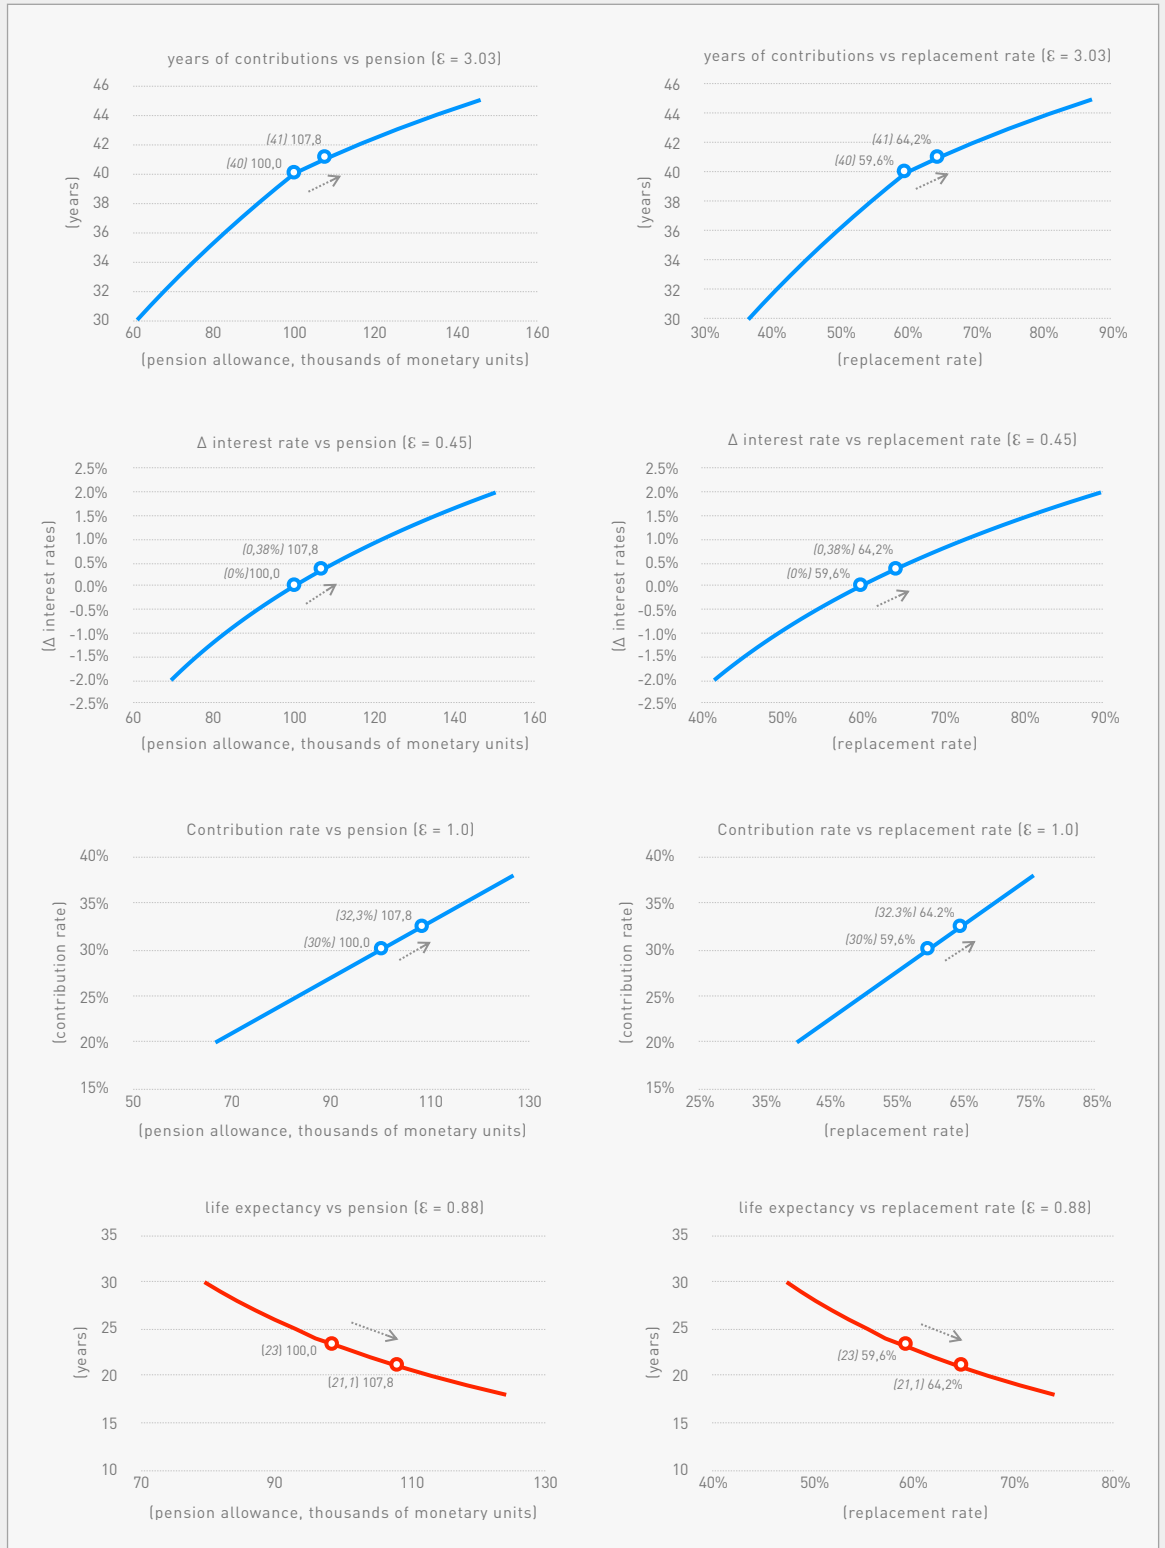 years of contributions vs pension (Ɛ = 3.03)
46
44
42
40
38
36
34
32
30
(years)
(41) 107,8
(40) 100,0
60 80 100 120 140 160
(pension allowance, thousands of monetary units)
years of contributions vs replacement rate (Ɛ = 3.03)
46
44
42
40
38
36
34
32
30
(years)
(41) 64,2%
(40) 59,6%
30% 40% 50% 60% 70% 80% 90%
(replacement rate)
Δ interest rate vs pension (Ɛ = 0.45)
2.5%
2.0%
1.5%
1.0%
0.5%
0.0%
-0.5%
-1.0%
-1.5%
-2.0%
-2.5%
(Δ interest rates)
(0,38%) 107,8
(0%)100,0
60 80 100 120 140 160
(pension allowance, thousands of monetary units)
Δ interest rate vs replacement rate (Ɛ = 0.45)
2.5%
2.0%
1.5%
1.0%
0.5%
0.0%
-0.5%
-1.0%
-1.5%
-2.0%
-2.5%
(Δ interest rates)
(0,38%) 64,2%
(0%) 59,6%
40% 50% 60% 70% 80% 90%
(replacement rate)
Contribution rate vs pension (Ɛ = 1.0)
40%
35%
30%
25%
20%
15%
(contribution rate)
(32,3%) 107,8
(30%) 100,0
50 70 90 110 130
(pension allowance, thousands of monetary units)
Contribution rate vs replacement rate (Ɛ = 1.0)
40%
35%
30%
25%
20%
15%
(contribution rate)
(32.3%) 64.2%
(30%) 59,6%
25% 35% 45% 55% 65% 75% 85%
(replacement rate)
life expectancy vs pension (Ɛ = 0.88)
35
30
25
20
15
10
(years)
(23) 100,0
(21,1) 107,8
70 90 110 130
(pension allowance, thousands of monetary units)
life expectancy vs replacement rate (Ɛ = 0.88)
35
30
25
20
15
10
(years)
(23) 59,6%
(21,1) 64,2%
40% 50% 60% 70% 80%
(replacement rate)